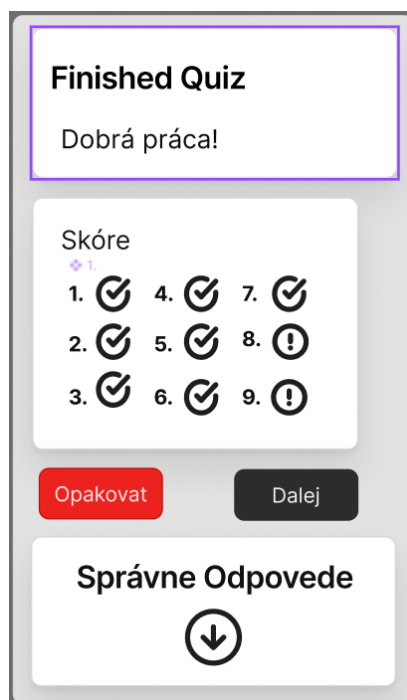 Finished Quiz
Dobrá práca!
Skóre
1.
1. 4. 7.
2. 5. 8.
3. 6. 9.
Opakovat
Dalej
Správne Odpovede